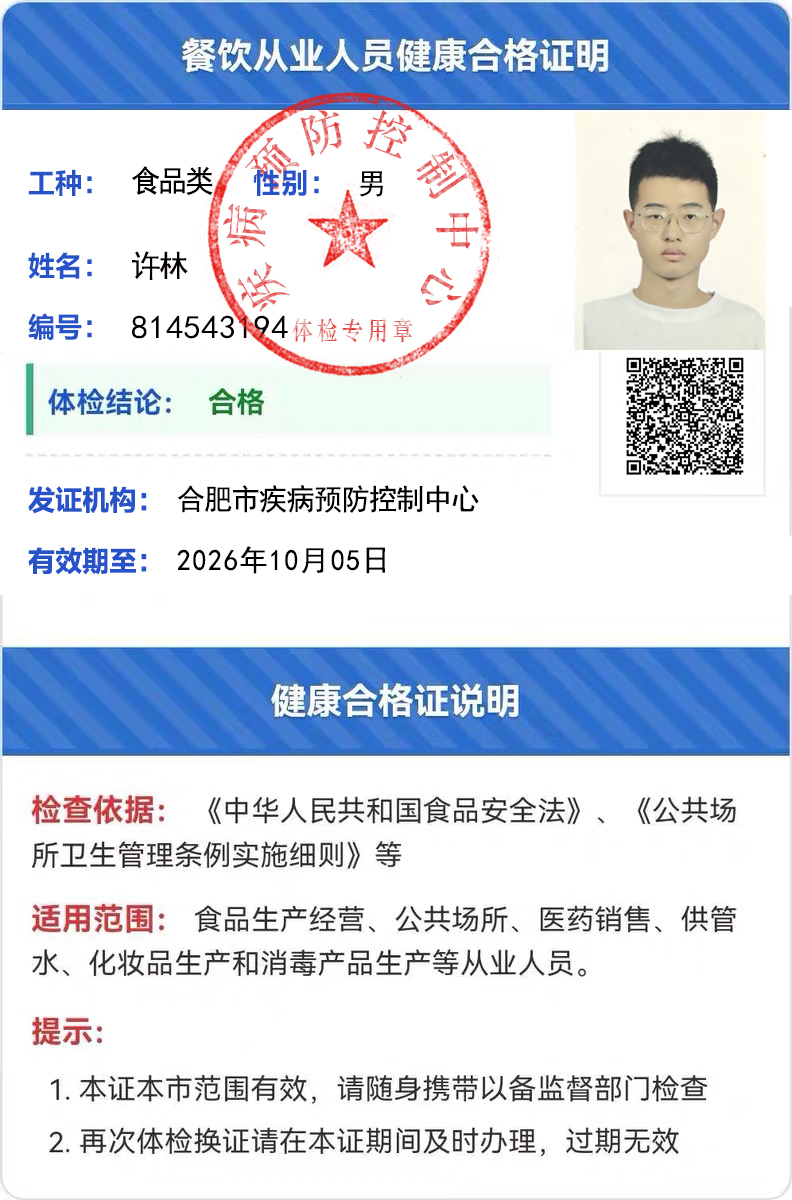 餐饮从业人员健康合格证明
工种： 食品类 性别： 男
姓名： 许林
编号： 814543194
疾病预防控制中心
体检专用章
体检结论： 合格
发证机构： 合肥市疾病预防控制中心
有效期至： 2026年10月05日
健康合格证说明
检查依据： 《中华人民共和国食品安全法》、《公共场
所卫生管理条例实施细则》等
适用范围： 食品生产经营、公共场所、医药销售、供管
水、化妆品生产和消毒产品生产等从业人员。
提示：
1. 本证本市范围有效，请随身携带以备监督部门检查
2. 再次体检换证请在本证期间及时办理，过期无效